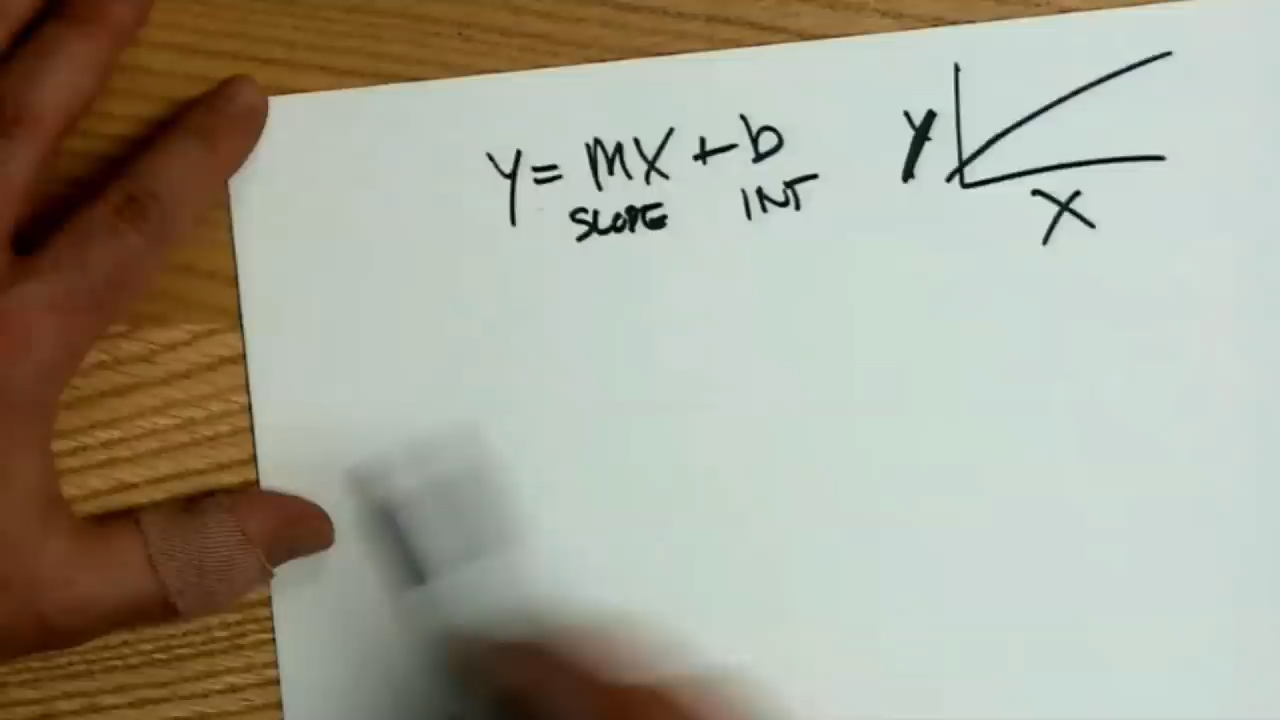 y = mx + b
SLOPE INT
y
x